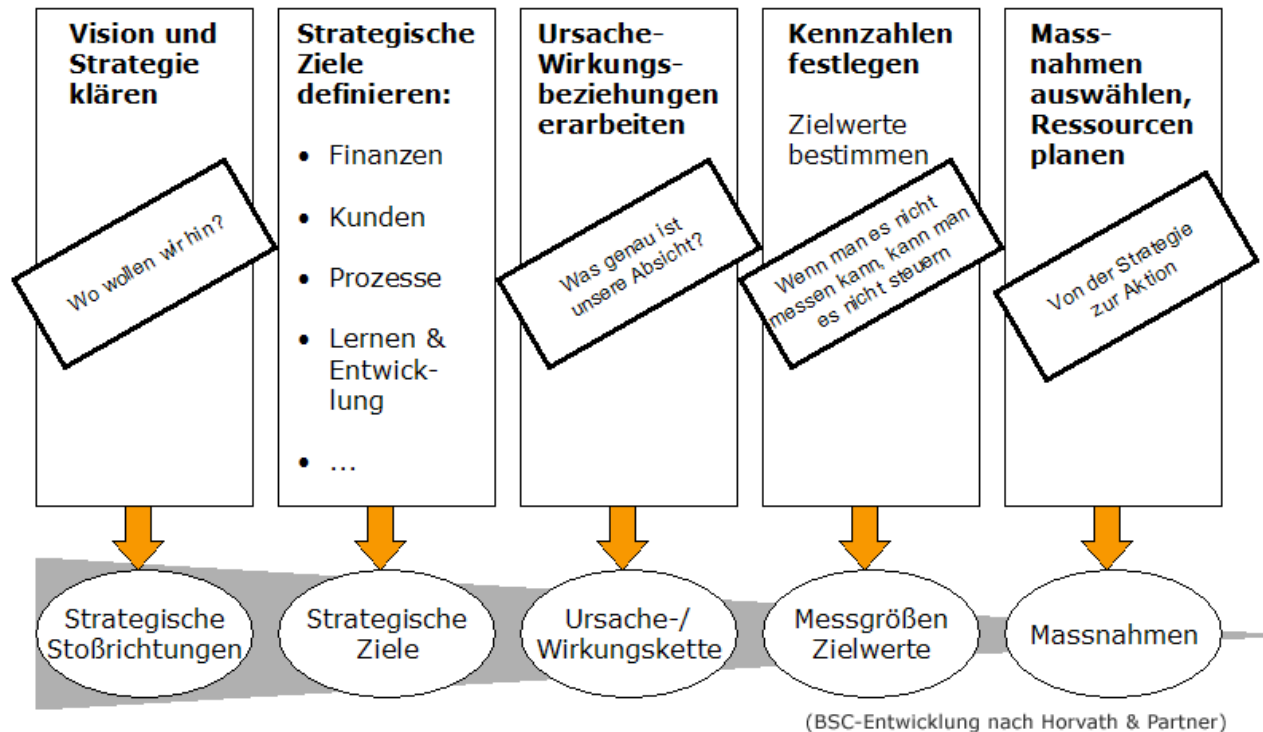 Vision und
Strategie
klären
Wo wollen wir hin?
Strategische
Ziele
definieren:
• Finanzen
• Kunden
• Prozesse
• Lernen &
Entwick-
lung
• ...
Ursache-
Wirkungs-
beziehungen
erarbeiten
Was genau ist
unsere Absicht?
Kennzahlen
festlegen
Zielwerte
bestimmen
Wenn man es nicht
messen kann, kann man
es nicht steuern
Mass-
nahmen
auswählen,
Ressourcen
planen
Von der Strategie
zur Aktion
Strategische
Stoßrichtungen
Strategische
Ziele
Ursache-/
Wirkungskette
Messgrößen
Zielwerte
Massnahmen
(BSC-Entwicklung nach Horvath & Partner)